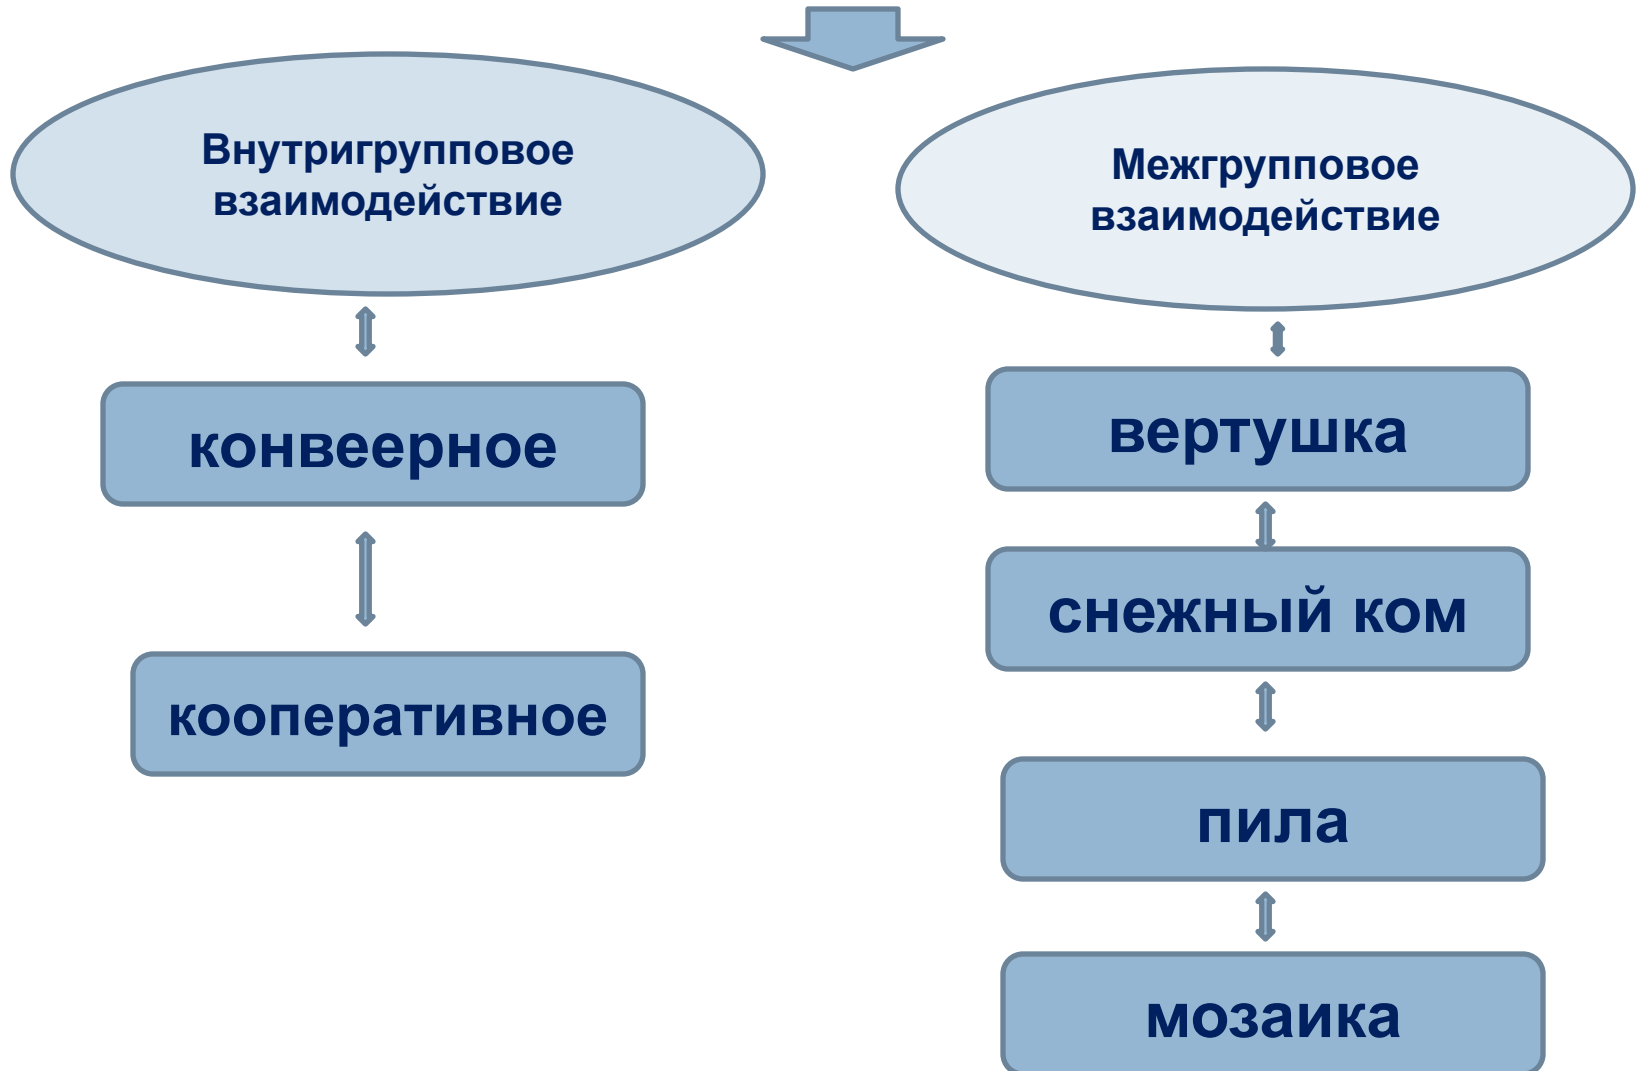 Внутригрупповое
взаимодействие
конвеерное
кооперативное
Межгрупповое
взаимодействие
вертушка
снежный ком
пила
мозаика